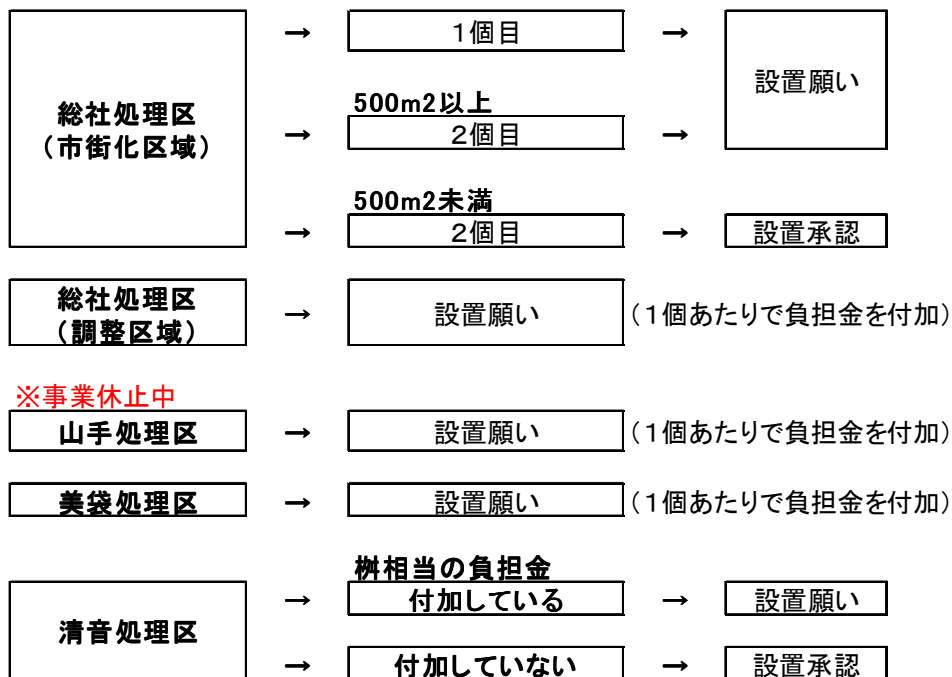 総社処理区
（市街化区域）
→ 1個目 → 設置願い
500m2以上
→ 2個目 →
500m2未満
→ 2個目 → 設置承認
総社処理区
（調整区域）
→ 設置願い （1個あたりで負担金を付加）
※事業休止中
山手処理区 → 設置願い （1個あたりで負担金を付加）
美袋処理区 → 設置願い （1個あたりで負担金を付加）
清音処理区
桝相当の負担金
→ 付加している → 設置願い
→ 付加していない → 設置承認